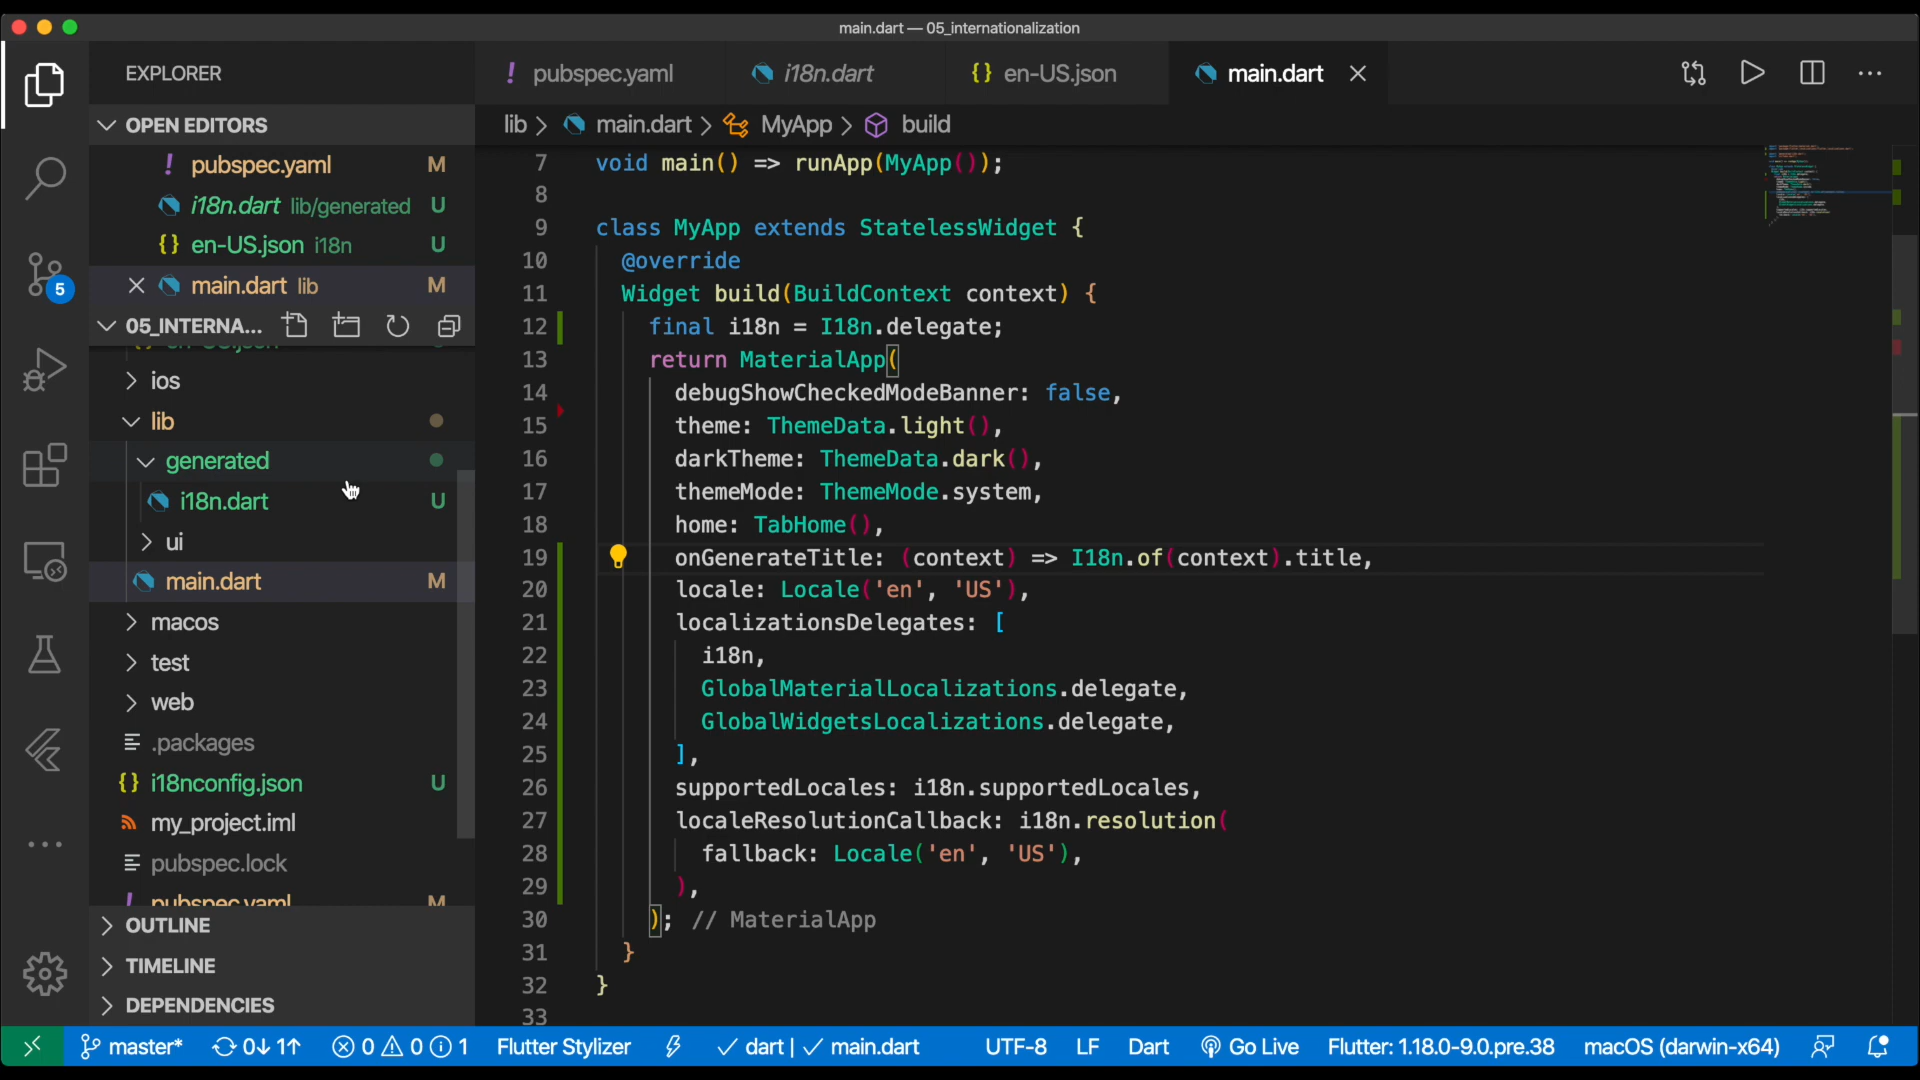 main.dart — 05_internationalization
EXPLORER
! pubspec.yaml
i18n.dart
{} en-US.json
main.dart
OPEN EDITORS
! pubspec.yaml M
i18n.dart lib/generated U
{} en-US.json i18n U
main.dart lib M
05_INTERNA...
en-US.json
ios
lib
generated
i18n.dart U
ui
main.dart M
macos
test
web
.packages
{} i18nconfig.json U
my_project.iml
pubspec.lock
! pubspec.yaml M
OUTLINE
TIMELINE
DEPENDENCIES
5
lib > main.dart > MyApp > build
7 void main() => runApp(MyApp());
8
9 class MyApp extends StatelessWidget {
10 @override
11 Widget build(BuildContext context) {
12 final i18n = I18n.delegate;
13 return MaterialApp(
14 debugShowCheckedModeBanner: false,
15 theme: ThemeData.light(),
16 darkTheme: ThemeData.dark(),
17 themeMode: ThemeMode.system,
18 home: TabHome(),
19 onGenerateTitle: (context) => I18n.of(context).title,
20 locale: Locale('en', 'US'),
21 localizationsDelegates: [
22 i18n,
23 GlobalMaterialLocalizations.delegate,
24 GlobalWidgetsLocalizations.delegate,
25 ],
26 supportedLocales: i18n.supportedLocales,
27 localeResolutionCallback: i18n.resolution(
28 fallback: Locale('en', 'US'),
29 ),
30 ); // MaterialApp
31 }
32 }
33
master* 0↓ 1↑ 0 0 1 Flutter Stylizer ✓ dart | ✓ main.dart UTF-8 LF Dart Go Live Flutter: 1.18.0-9.0.pre.38 macOS (darwin-x64)